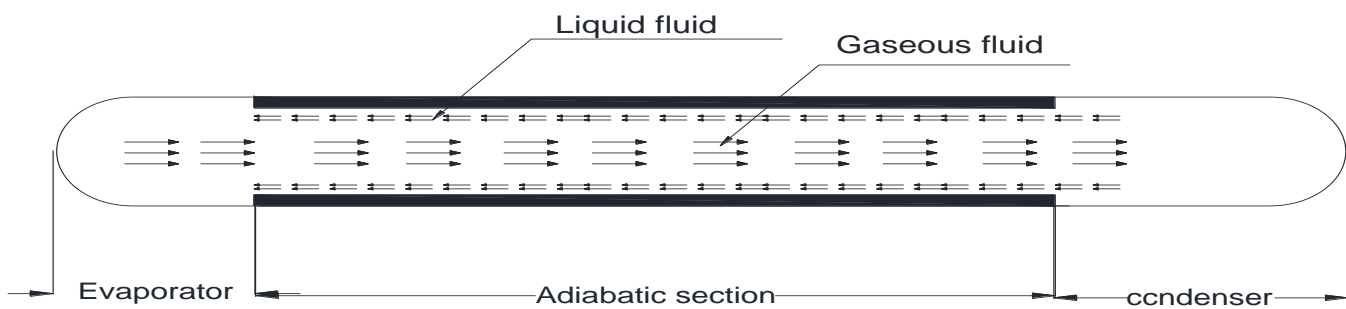 Liquid fluid
Gaseous fluid
Evaporator
Adiabatic section
ccndenser